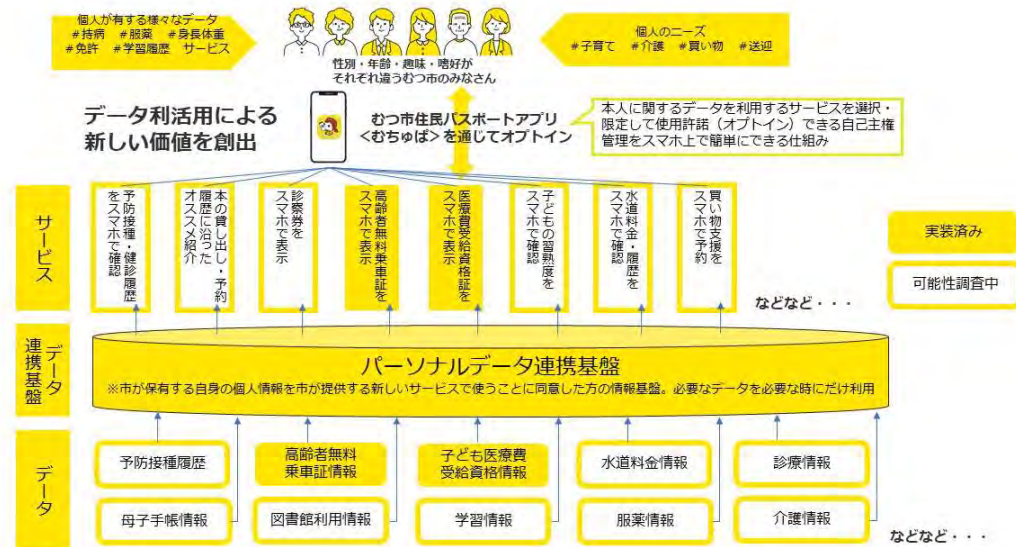 個人が有する様々なデータ
#持病 #服薬 #身長体重
#免許 #学習履歴 サービス
個人のニーズ
#子育て #介護 #買い物 #送迎
性別・年齢・趣味・嗜好が
それぞれ違うむつ市のみなさん
データ利活用による
新しい価値を創出
むつ市住民パスポートアプリ
<むちゅぱ>を通じてオプトイン
本人に関するデータを利用するサービスを選択・
限定して使用許諾(オプトイン)できる自己主権
管理をスマホ上で簡単にできる仕組み
サービス
予防接種・健診履歴
をスマホで確認
本の貸し出し・予約
履歴に沿った
オススメ紹介
診察券を
スマホで表示
高齢者無料乗車証を
スマホで表示
医療費受給資格証を
スマホで表示
子どもの習熟度を
スマホで確認
水道料金・履歴を
スマホで確認
買い物支援を
スマホで予約
などなど・・・
実装済み
可能性調査中
データ
連携基盤
パーソナルデータ連携基盤
※市が保有する自身の個人情報を市が提供する新しいサービスで使うことに同意した方の情報基盤。必要なデータを必要な時にだけ利用
データ
予防接種履歴
高齢者無料
乗車証情報
子ども医療費
受給資格情報
水道料金情報
診療情報
母子手帳情報
図書館利用情報
学習情報
服薬情報
介護情報
などなど・・・